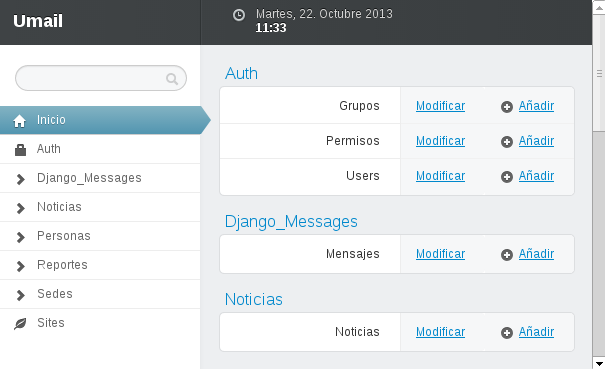 Umail
Martes, 22. Octubre 2013
11:33
Inicio
Auth
Django_Messages
Noticias
Personas
Reportes
Sedes
Sites
Auth
Grupos Modificar Añadir
Permisos Modificar Añadir
Users Modificar Añadir
Django_Messages
Mensajes Modificar Añadir
Noticias
Noticias Modificar Añadir